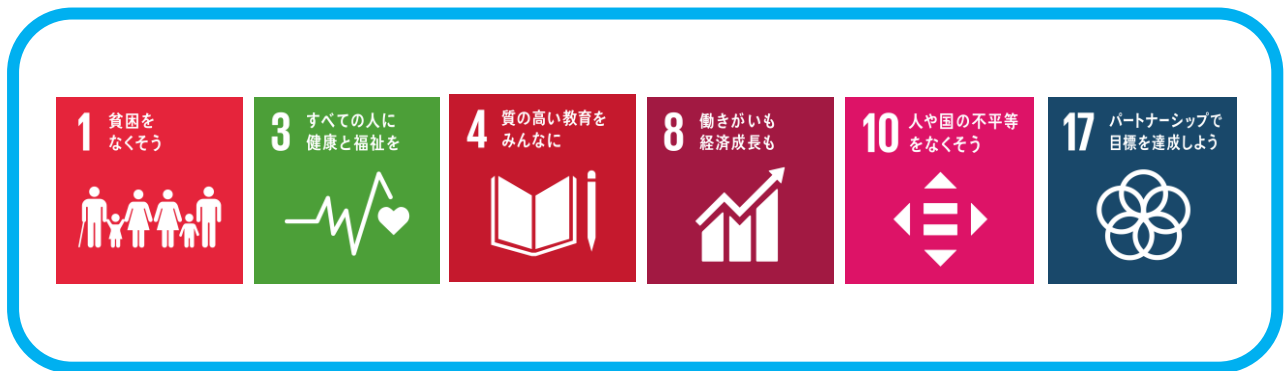 1 貧困を
なくそう
3 すべての人に
健康と福祉を
4 質の高い教育を
みんなに
8 働きがいも
経済成長も
10 人や国の不平等
をなくそう
17 パートナーシップで
目標を達成しよう